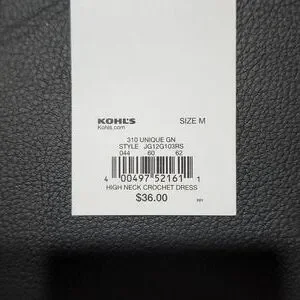 KOHL'S
Kohls.com
SIZE M
310 UNIQUE GN
STYLE JG12G103RS
044 60 62
4 00497 52161 1
HIGH NECK CROCHET DRESS
$36.00